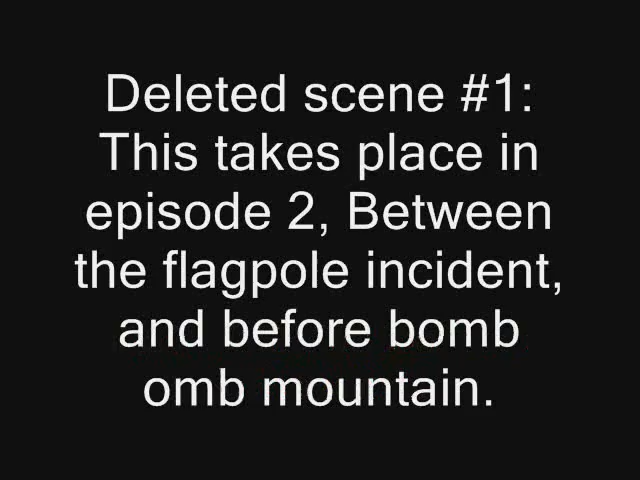 Deleted scene #1:
This takes place in
episode 2, Between
the flagpole incident,
and before bomb
omb mountain.